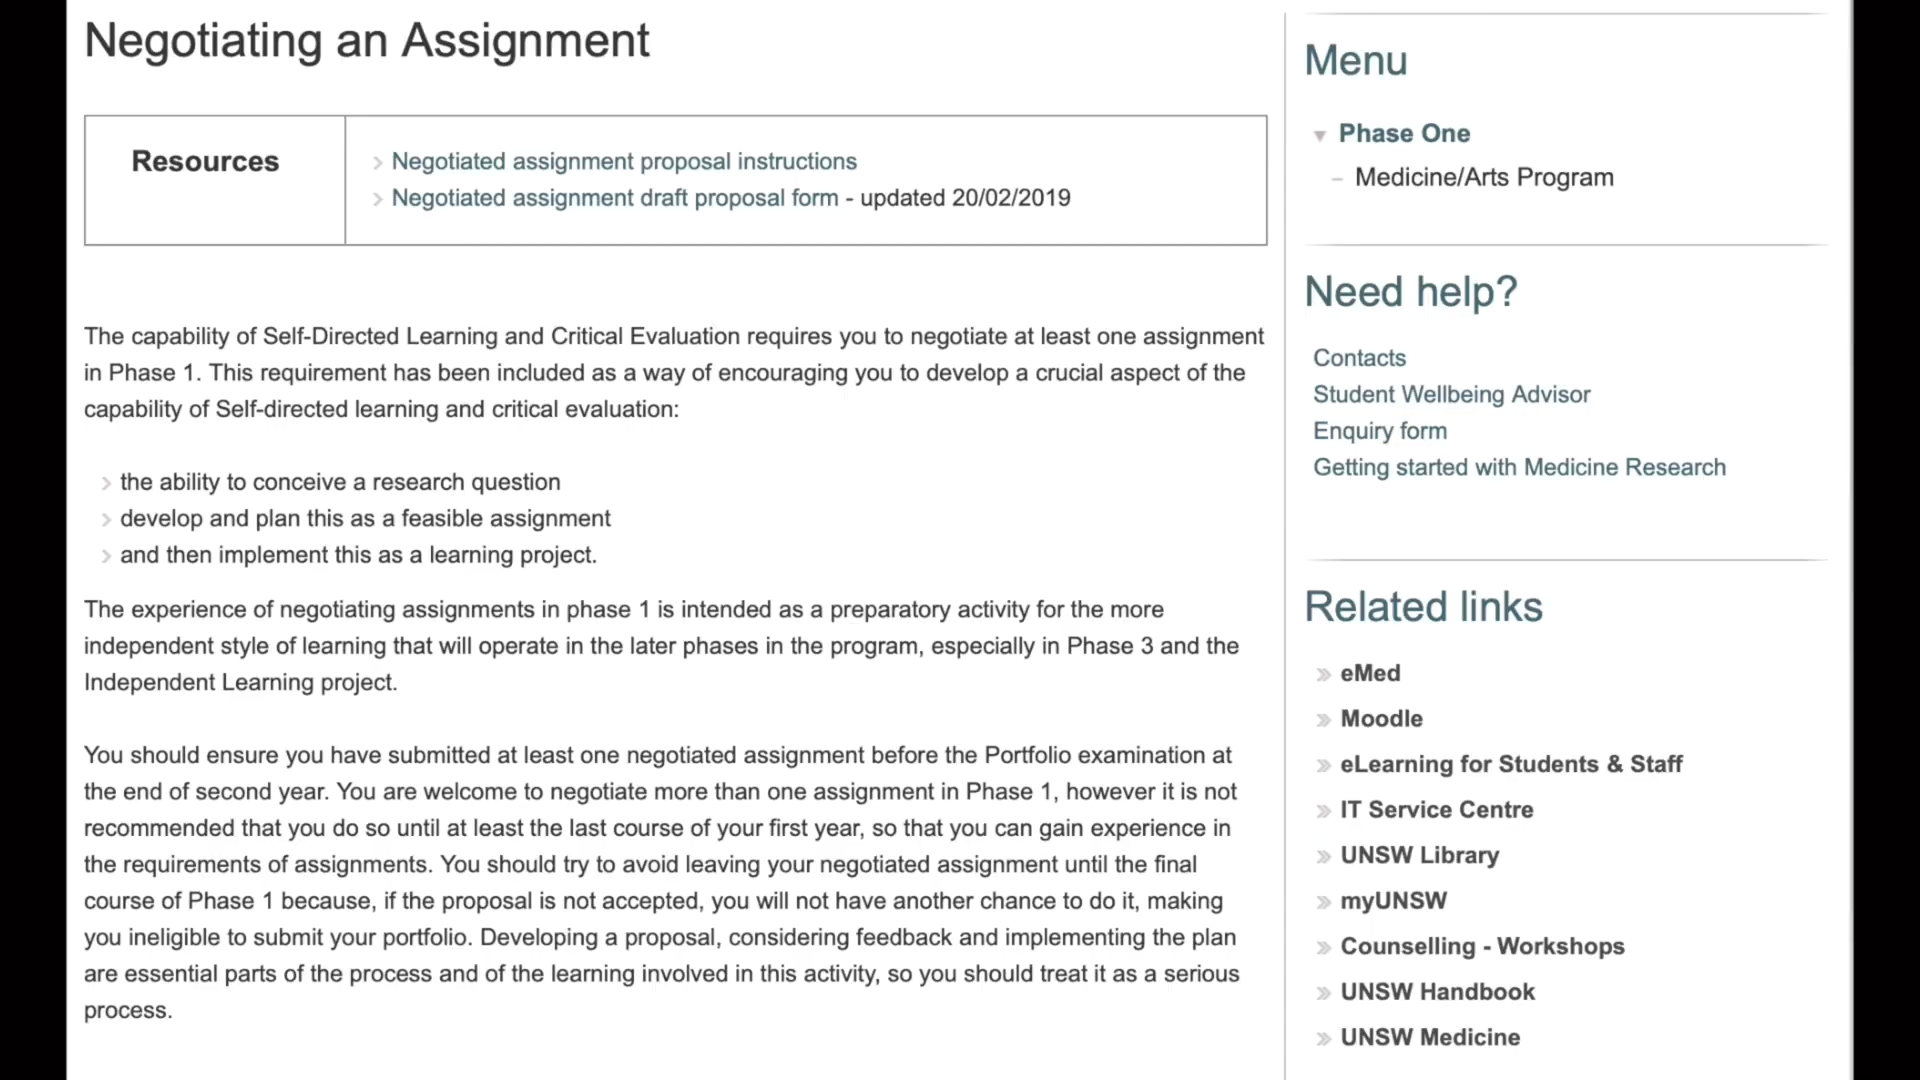 Negotiating an Assignment
Resources
Negotiated assignment proposal instructions
Negotiated assignment draft proposal form - updated 20/02/2019
The capability of Self-Directed Learning and Critical Evaluation requires you to negotiate at least one assignment
in Phase 1. This requirement has been included as a way of encouraging you to develop a crucial aspect of the
capability of Self-directed learning and critical evaluation:
the ability to conceive a research question
develop and plan this as a feasible assignment
and then implement this as a learning project.
The experience of negotiating assignments in phase 1 is intended as a preparatory activity for the more
independent style of learning that will operate in the later phases in the program, especially in Phase 3 and the
Independent Learning project.
You should ensure you have submitted at least one negotiated assignment before the Portfolio examination at
the end of second year. You are welcome to negotiate more than one assignment in Phase 1, however it is not
recommended that you do so until at least the last course of your first year, so that you can gain experience in
the requirements of assignments. You should try to avoid leaving your negotiated assignment until the final
course of Phase 1 because, if the proposal is not accepted, you will not have another chance to do it, making
you ineligible to submit your portfolio. Developing a proposal, considering feedback and implementing the plan
are essential parts of the process and of the learning involved in this activity, so you should treat it as a serious
process.
Menu
Phase One
Medicine/Arts Program
Need help?
Contacts
Student Wellbeing Advisor
Enquiry form
Getting started with Medicine Research
Related links
eMed
Moodle
eLearning for Students & Staff
IT Service Centre
UNSW Library
myUNSW
Counselling - Workshops
UNSW Handbook
UNSW Medicine